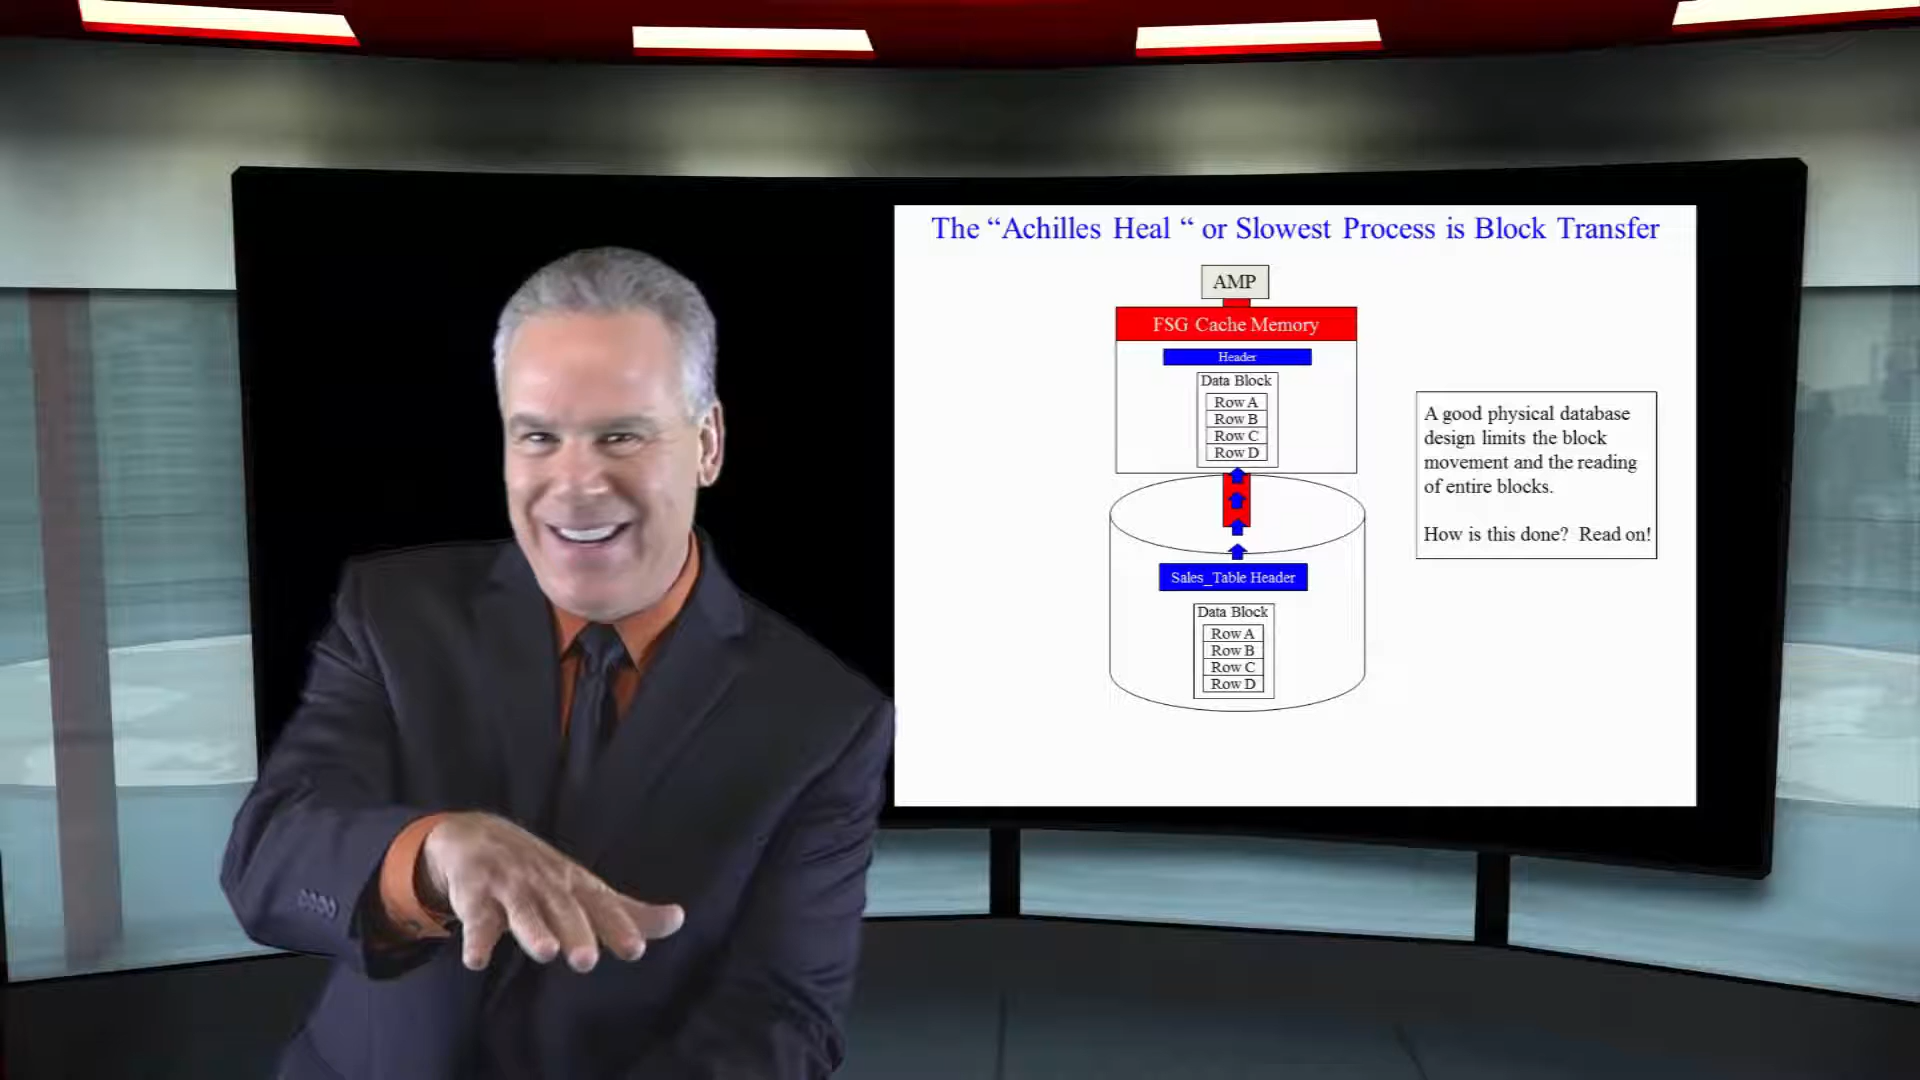 The “Achilles Heal “ or Slowest Process is Block Transfer
AMP
FSG Cache Memory
Header
Data Block
Row A
Row B
Row C
Row D
A good physical database
design limits the block
movement and the reading
of entire blocks.
How is this done?  Read on!
Sales_Table Header
Data Block
Row A
Row B
Row C
Row D